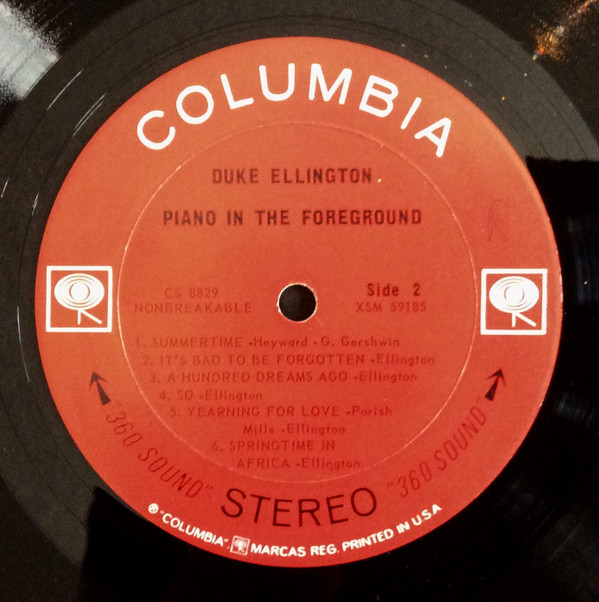 COLUMBIA
DUKE ELLINGTON
PIANO IN THE FOREGROUND
CS 8829
NONBREAKABLE
Side 2
XSM 59185
1. SUMMERTIME -Heyward - G. Gershwin
2. IT'S BAD TO BE FORGOTTEN -Ellington
3. A HUNDRED DREAMS AGO -Ellington
4. SO -Ellington
5. YEARNING FOR LOVE -Parish
Mills -Ellington
6. SPRINGTIME IN
AFRICA -Ellington
"360 SOUND" STEREO "360 SOUND"
® "COLUMBIA", MARCAS REG. PRINTED IN U.S.A.